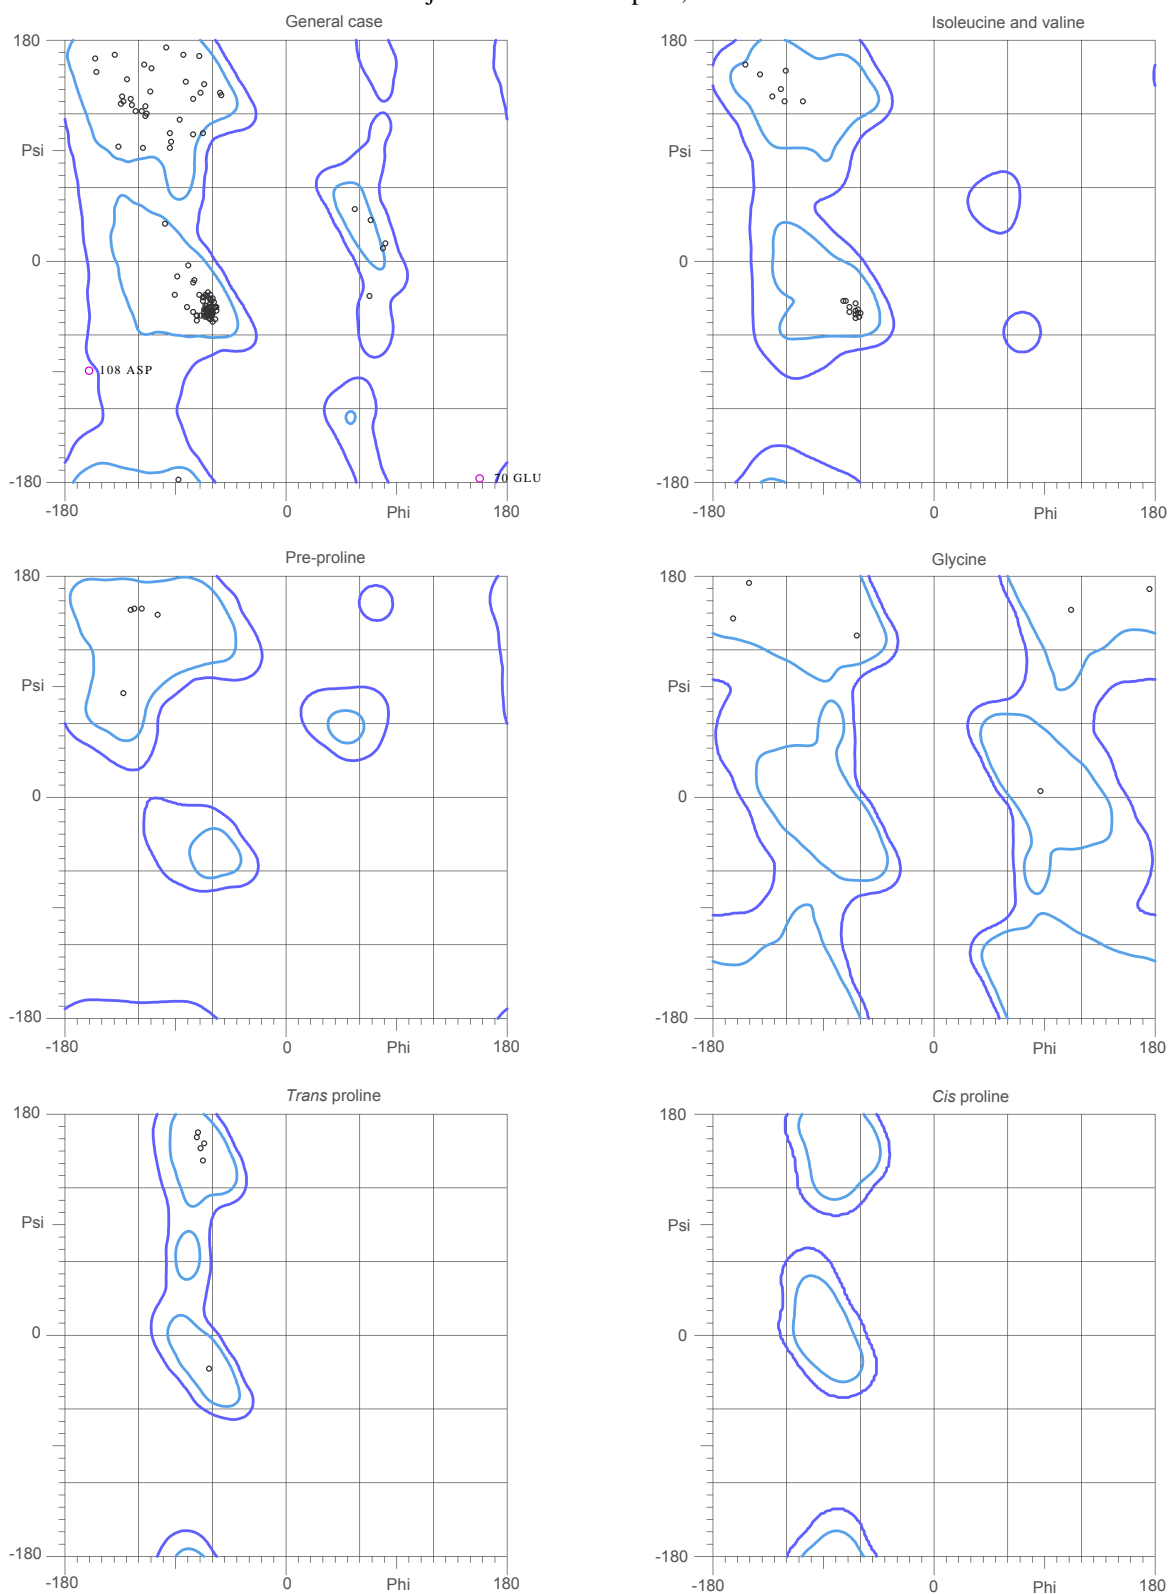 General case
Isoleucine and valine
180
Psi
0
-180
-180
0
Phi
180
108 ASP
70 GLU
180
Psi
0
-180
-180
0
Phi
180
Pre-proline
Glycine
180
Psi
0
-180
-180
0
Phi
180
180
Psi
0
-180
-180
0
Phi
180
Trans proline
Cis proline
180
Psi
0
-180
-180
0
Phi
180
180
Psi
0
-180
-180
0
Phi
180